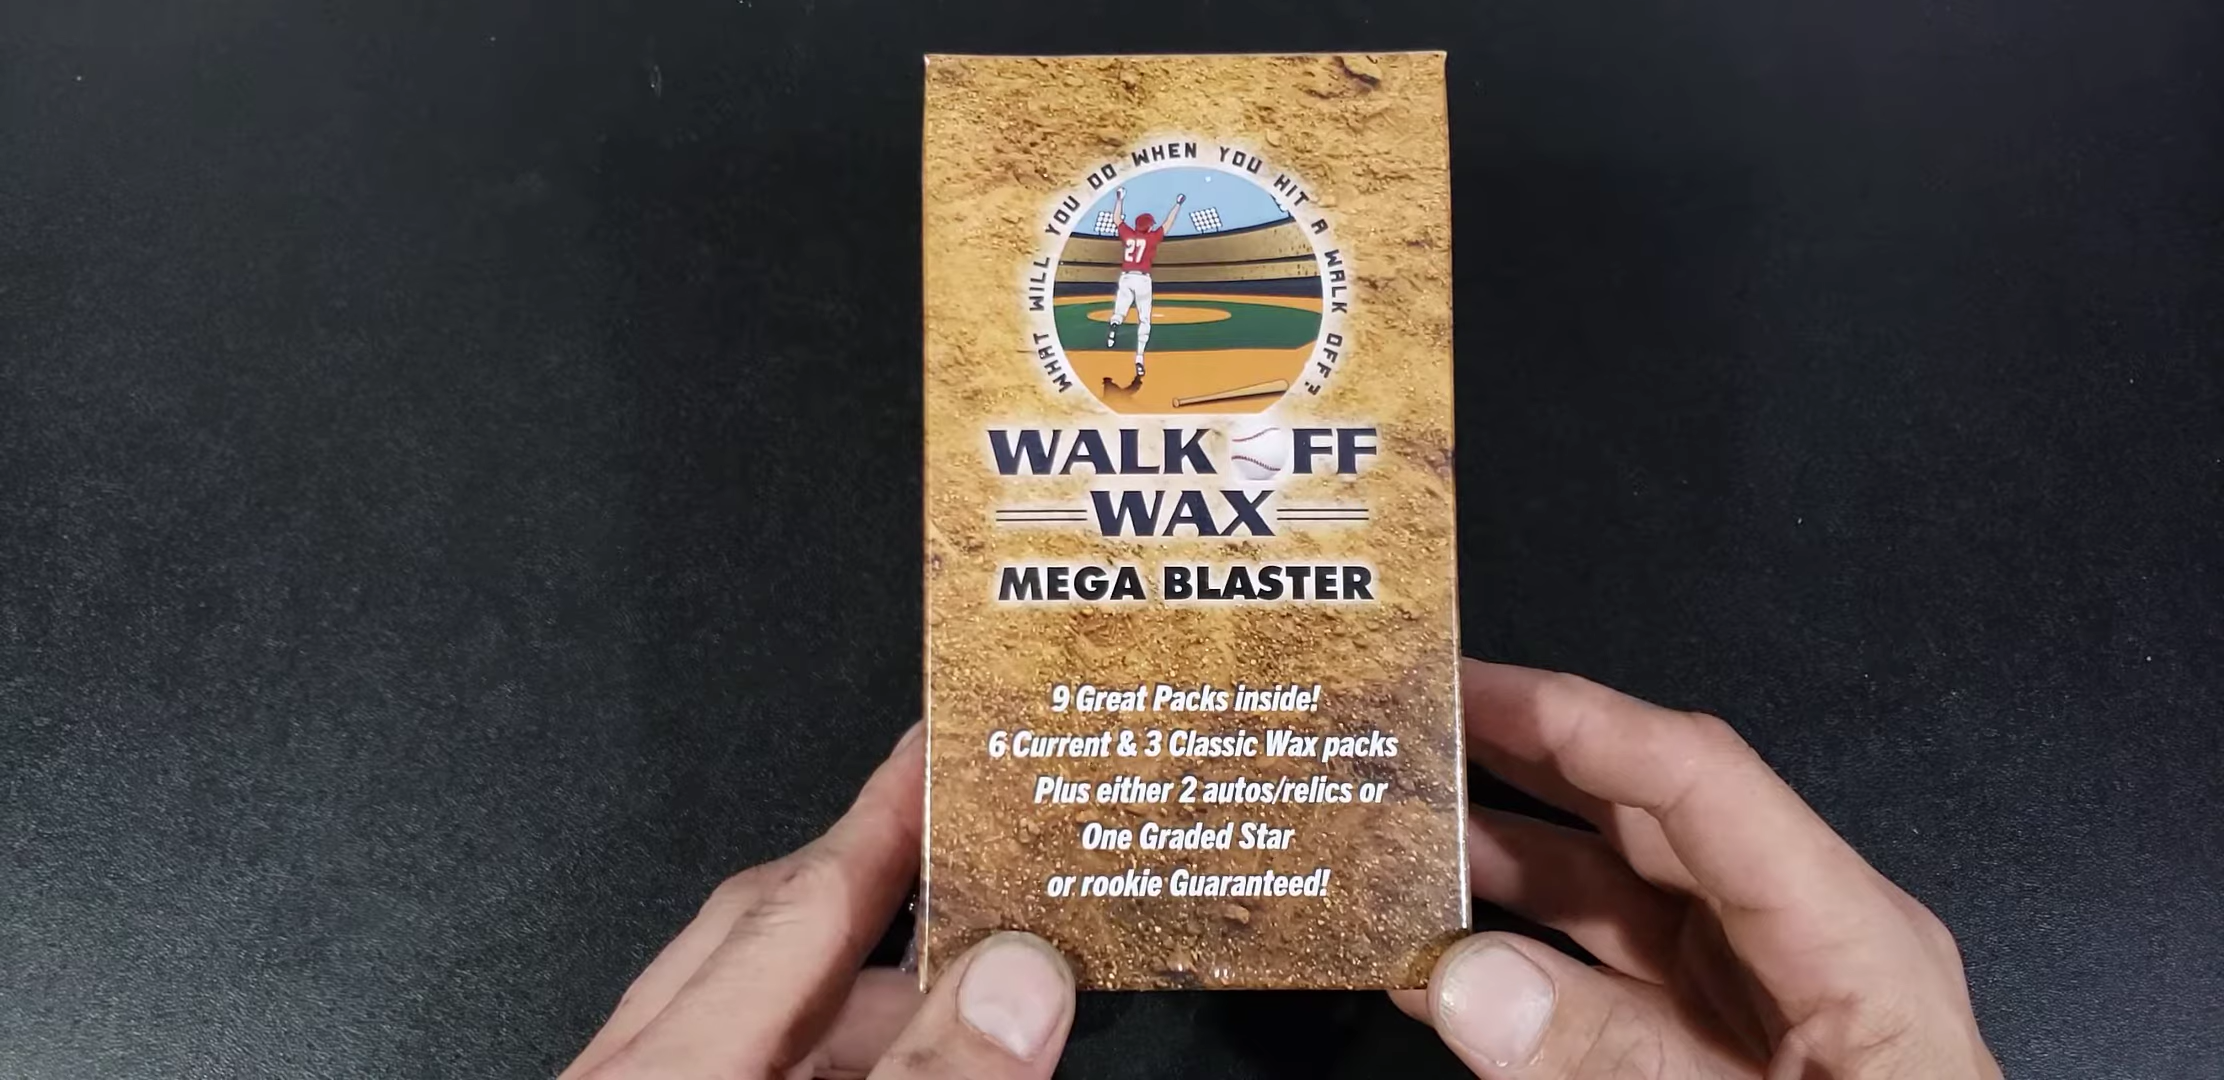 WHAT WILL YOU DO WHEN YOU HIT A WALK OFF?
27
WALK OFF
WAX
MEGA BLASTER
9 Great Packs inside!
6 Current & 3 Classic Wax packs
Plus either 2 autos/relics or
One Graded Star
or rookie Guaranteed!